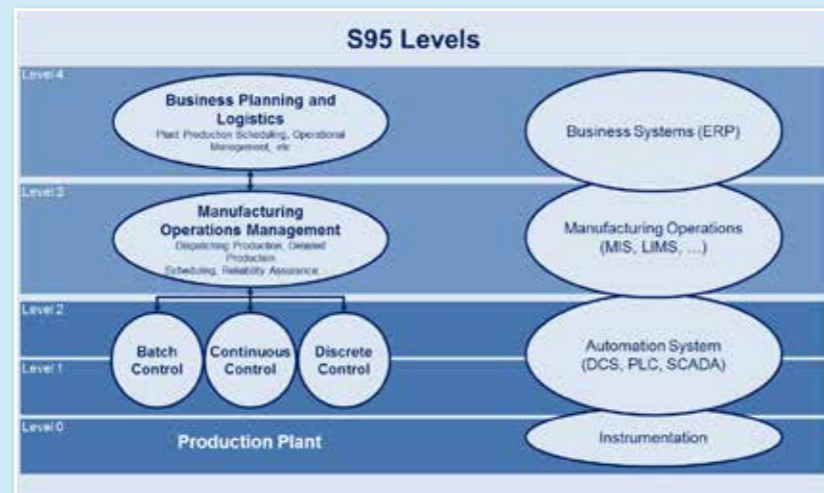 S95 Levels
Level 4
Business Planning and
Logistics
Plant Production Scheduling, Operational
Management, etc
Business Systems (ERP)
Level 3
Manufacturing
Operations Management
Dispatching Production, Detailed
Production
Scheduling, Reliability Assurance...
Manufacturing Operations
(MIS, LIMS, ...)
Level 2
Batch
Control
Continuous
Control
Discrete
Control
Automation System
(DCS, PLC, SCADA)
Level 1
Level 0
Production Plant
Instrumentation